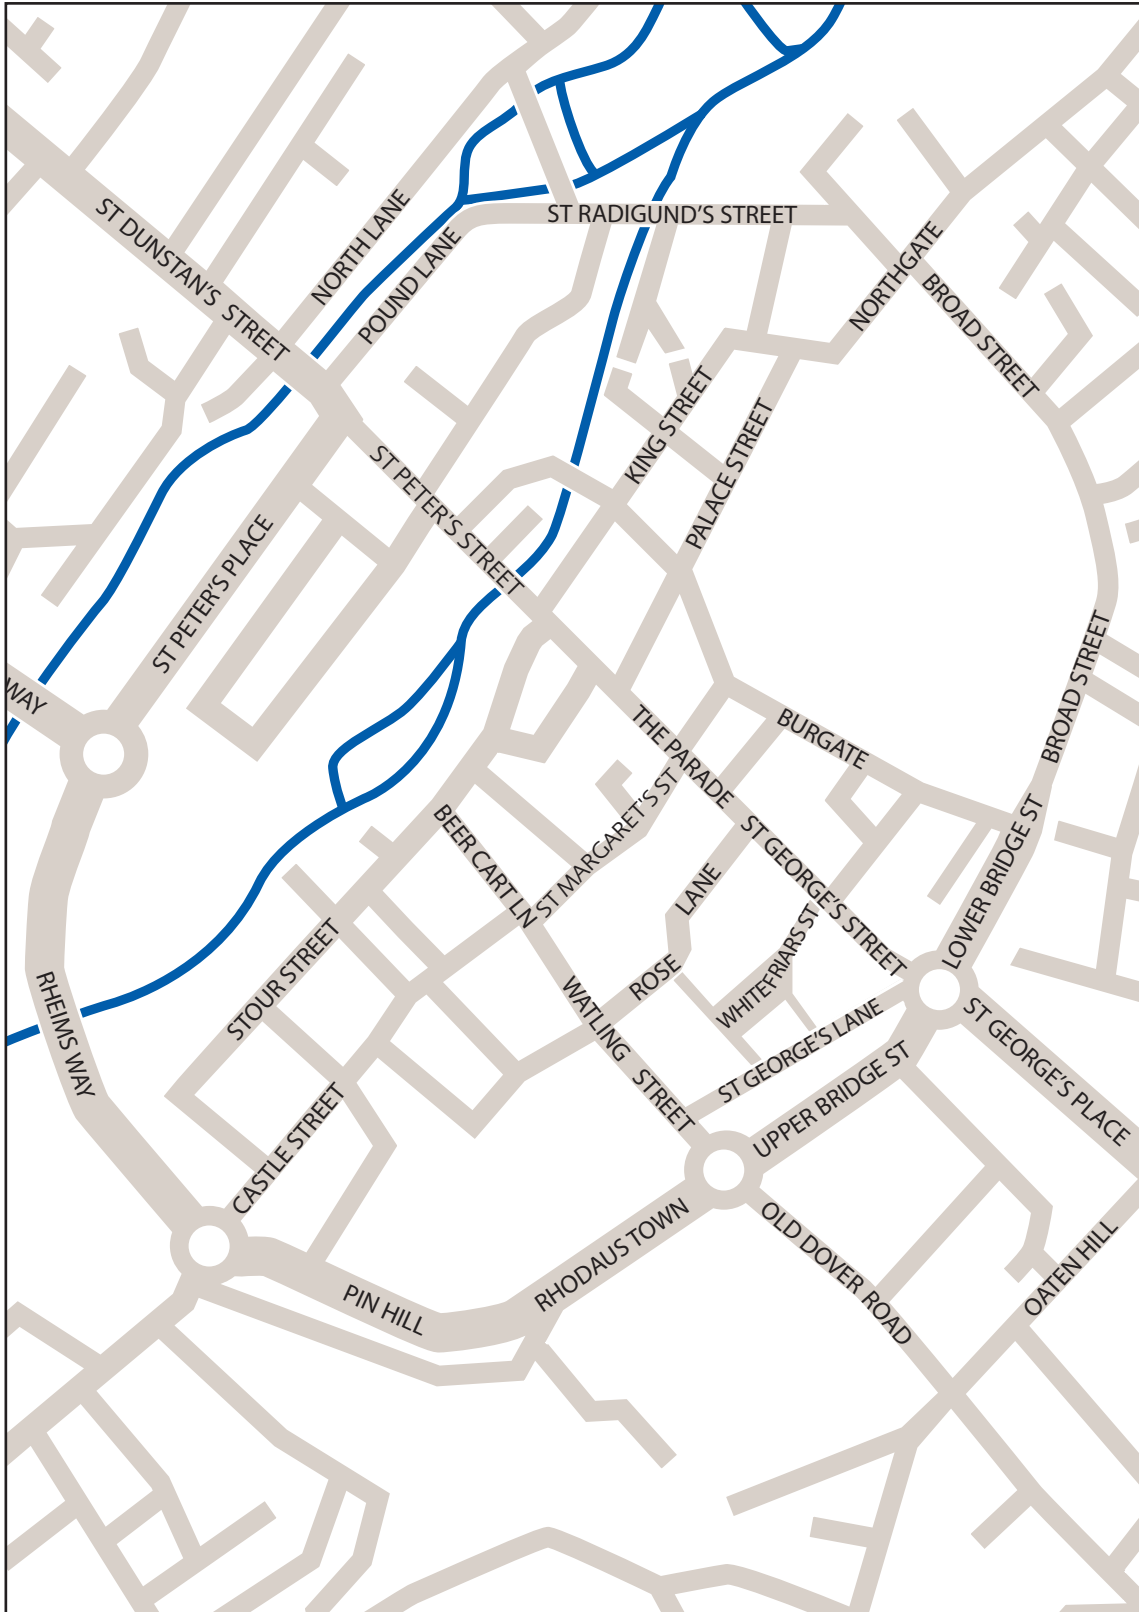 ST DUNSTAN'S STREET
NORTH LANE
POUND LANE
ST RADIGUND'S STREET
NORTHGATE
BROAD STREET
KING STREET
PALACE STREET
ST PETER'S STREET
ST PETER'S PLACE
WAY
BROAD STREET
BURGATE
THE PARADE
ST MARGARET'S ST
BEER CART LN
ST GEORGE'S STREET
LOWER BRIDGE ST
ROSE LANE
WHITEFRIARS ST
STOUR STREET
RHEIMS WAY
WATLING STREET
ST GEORGE'S LANE
UPPER BRIDGE ST
ST GEORGE'S PLACE
CASTLE STREET
PIN HILL
RHODAUS TOWN
OLD DOVER ROAD
OATEN HILL